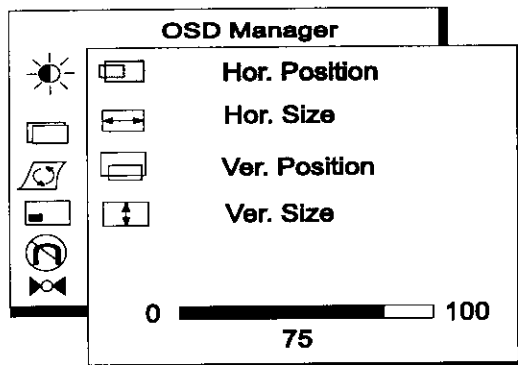 OSD Manager
Hor. Position
Hor. Size
Ver. Position
Ver. Size
0 100
75